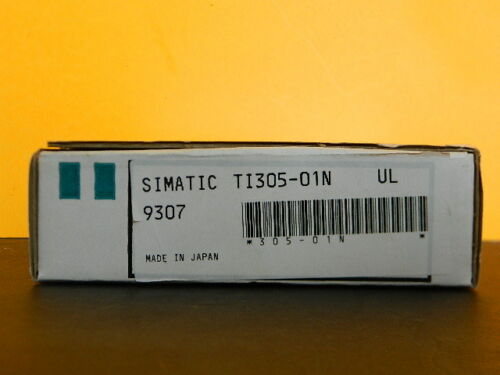 SIMATIC TI305-01N UL
9307
*305-01N *
MADE IN JAPAN